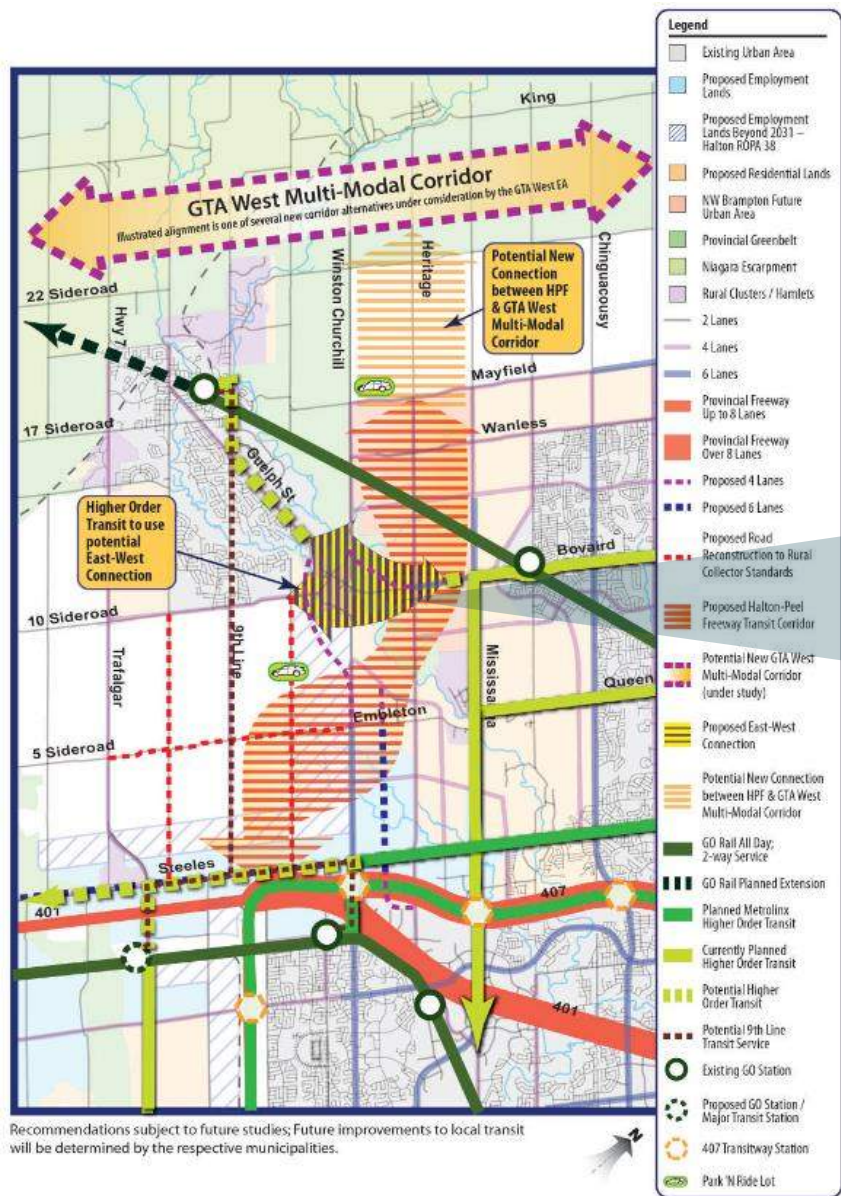 King
GTA West Multi-Modal Corridor
Illustrated alignment is one of several new corridor alternatives under consideration by the GTA West EA
22 Sideroad
Hwy 7
Winston Churchill
Heritage
Chinguacousy
Potential New
Connection
between HPF
& GTA West
Multi-Modal
Corridor
Mayfield
17 Sideroad
Wanless
Guelph St
Higher Order
Transit to use
potential
East-West
Connection
Bovaird
10 Sideroad
Trafalgar
9th Line
Mississauga
Queen
Embleton
5 Sideroad
Steeles
401
407
401
Recommendations subject to future studies; Future improvements to local transit
will be determined by the respective municipalities.
N
Legend
Existing Urban Area
Proposed Employment
Lands
Proposed Employment
Lands Beyond 2031 –
Halton ROPA 38
Proposed Residential Lands
NW Brampton Future
Urban Area
Provincial Greenbelt
Niagara Escarpment
Rural Clusters / Hamlets
2 Lanes
4 Lanes
6 Lanes
Provincial Freeway
Up to 8 Lanes
Provincial Freeway
Over 8 Lanes
Proposed 4 Lanes
Proposed 6 Lanes
Proposed Road
Reconstruction to Rural
Collector Standards
Proposed Halton-Peel
Freeway Transit Corridor
Potential New GTA West
Multi-Modal Corridor
(under study)
Proposed East-West
Connection
Potential New Connection
between HPF & GTA West
Multi-Modal Corridor
GO Rail All Day;
2-way Service
GO Rail Planned Extension
Planned Metrolinx
Higher Order Transit
Currently Planned
Higher Order Transit
Potential Higher
Order Transit
Potential 9th Line
Transit Service
Existing GO Station
Proposed GO Station /
Major Transit Station
407 Transitway Station
Park 'N Ride Lot